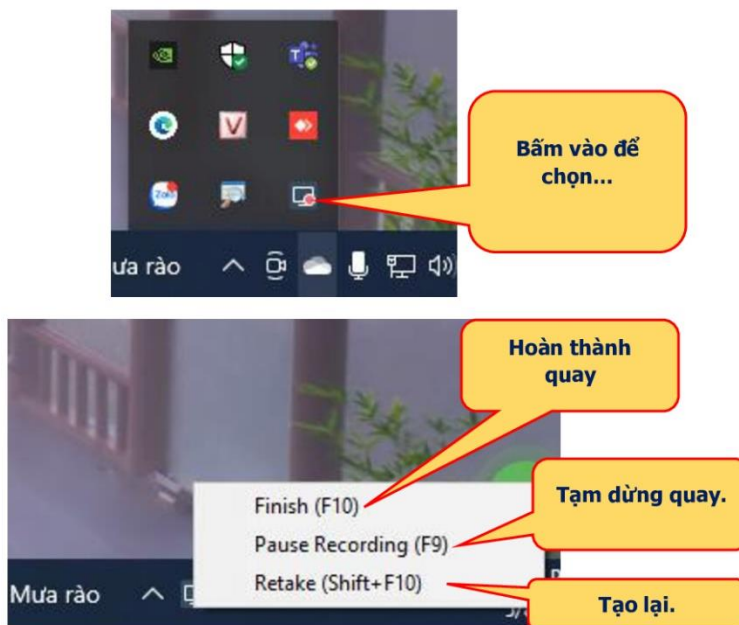 Bấm vào để
chọn...
Zalo
ưa rào
Hoàn thành
quay
Finish (F10)
Tạm dừng quay.
Pause Recording (F9)
Retake (Shift+F10)
Mưa rào
Tạo lại.